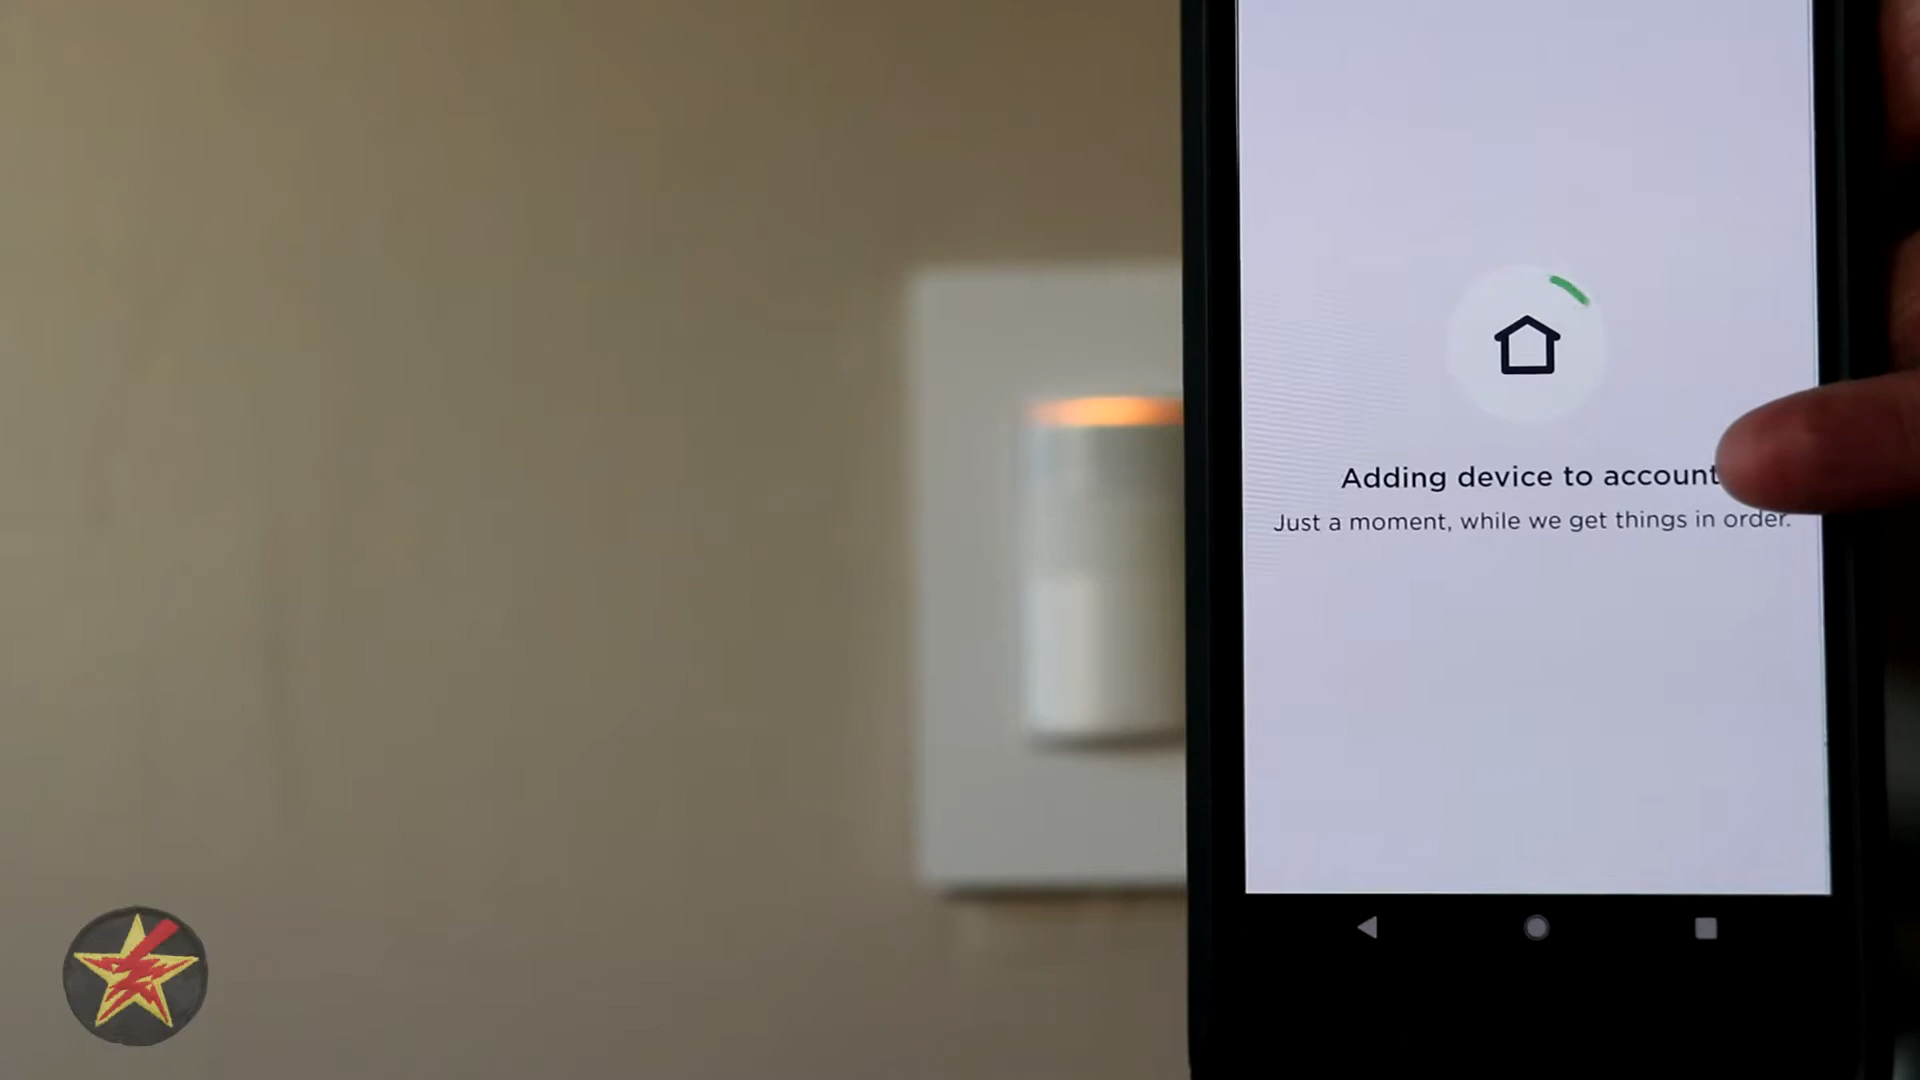 Adding device to account
Just a moment, while we get things in order.